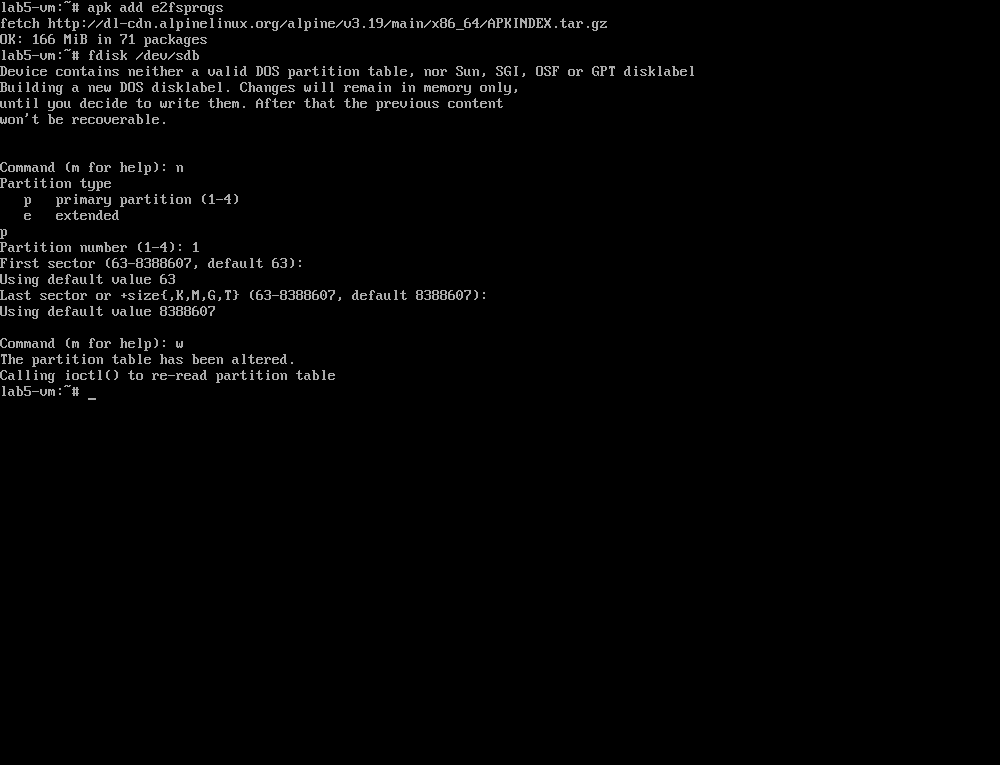 lab5-vm:~# apk add e2fsprogs
fetch http://dl-cdn.alpinelinux.org/alpine/v3.19/main/x86_64/APKINDEX.tar.gz
OK: 166 MiB in 71 packages
lab5-vm:~# fdisk /dev/sdb
Device contains neither a valid DOS partition table, nor Sun, SGI, OSF or GPT disklabel
Building a new DOS disklabel. Changes will remain in memory only,
until you decide to write them. After that the previous content
won't be recoverable.
Command (m for help): n
Partition type
   p   primary partition (1-4)
   e   extended
p
Partition number (1-4): 1
First sector (63-8388607, default 63):
Using default value 63
Last sector or +size{,K,M,G,T} (63-8388607, default 8388607):
Using default value 8388607
Command (m for help): w
The partition table has been altered.
Calling ioctl() to re-read partition table
lab5-vm:~# _